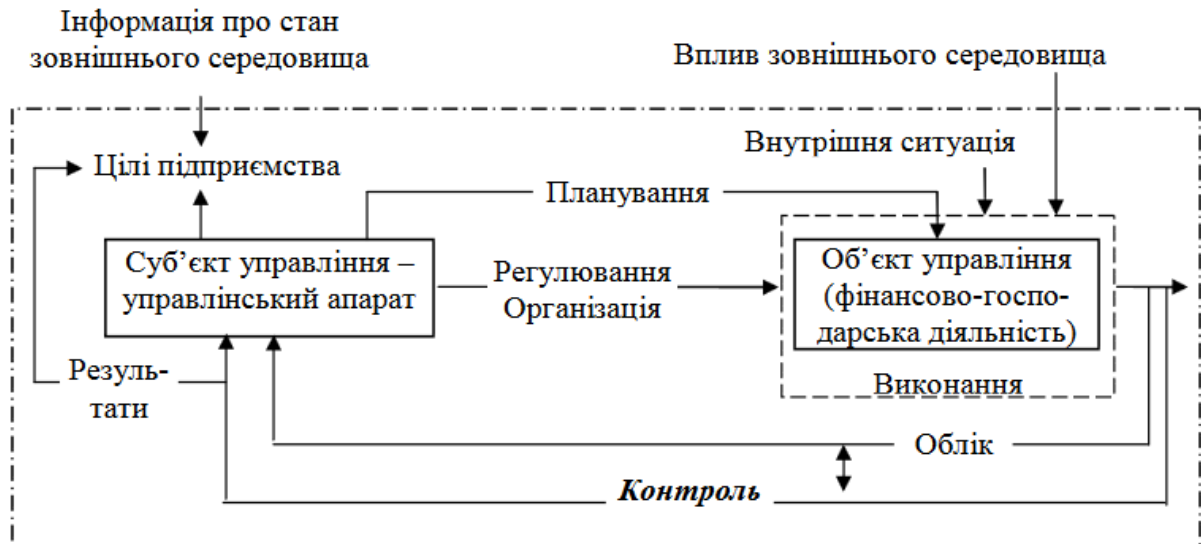 Інформація про стан
зовнішнього середовища
Вплив зовнішнього середовища
Внутрішня ситуація
Цілі підприємства
Планування
Суб’єкт управління –
управлінський апарат
Регулювання
Організація
Об’єкт управління
(фінансово-госпо-
дарська діяльність)
Виконання
Резуль-
тати
Облік
Контроль